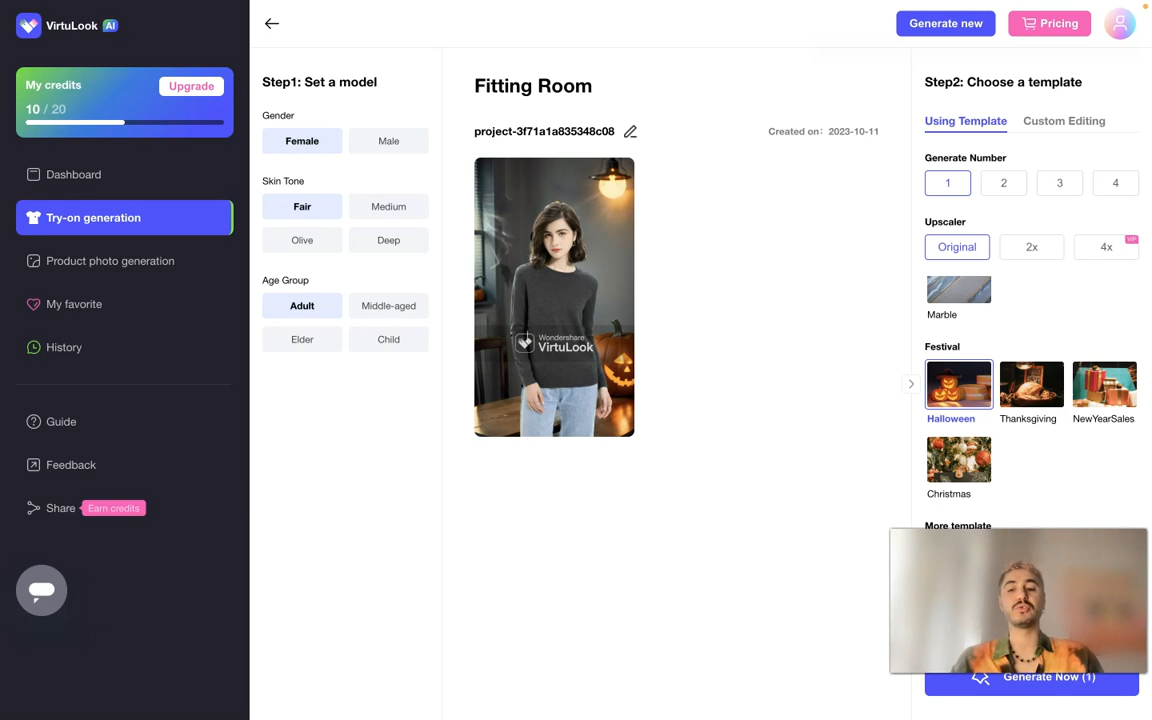 VirtuLook AI
My credits
Upgrade
10 / 20
Dashboard
Try-on generation
Product photo generation
My favorite
History
Guide
Feedback
Share
Earn credits
Generate new
Pricing
Step1: Set a model
Gender
Female
Male
Skin Tone
Fair
Medium
Olive
Deep
Age Group
Adult
Middle-aged
Elder
Child
Fitting Room
project-3f71a1a835348c08
Created on: 2023-10-11
Wondershare
VirtuLook
Step2: Choose a template
Using Template
Custom Editing
Generate Number
1
2
3
4
Upscaler
Original
2x
4x
VIP
Marble
Festival
Halloween
Thanksgiving
NewYearSales
Christmas
More template
Generate Now (1)